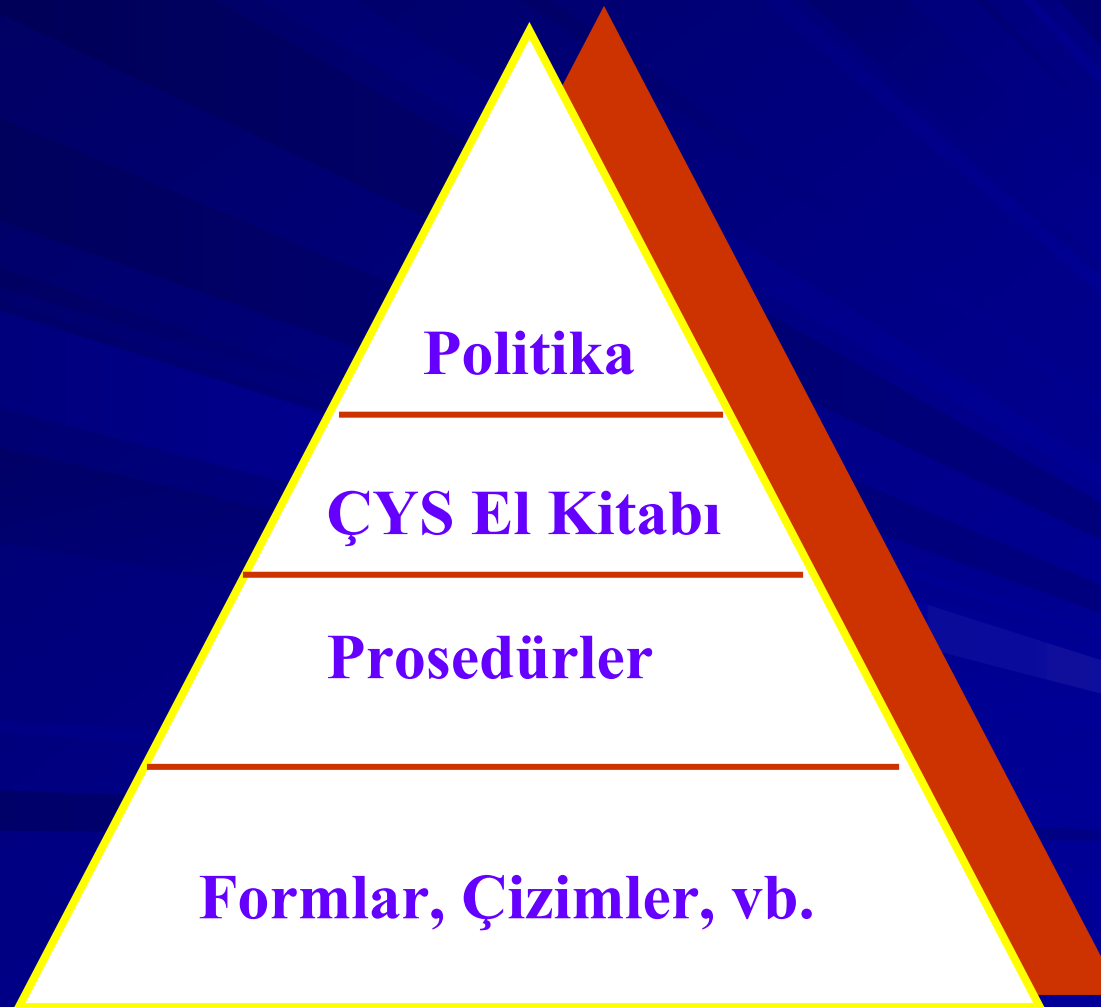 Politika
ÇYS El Kitabı
Prosedürler
Formlar, Çizimler, vb.